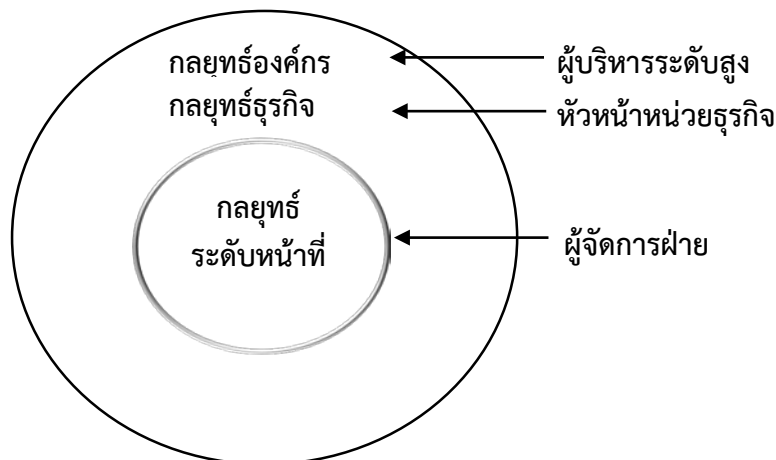 กลยุทธ์องค์กร
ผู้บริหารระดับสูง
กลยุทธ์ธุรกิจ
หัวหน้าหน่วยธุรกิจ
กลยุทธ์
ระดับหน้าที่
ผู้จัดการฝ่าย